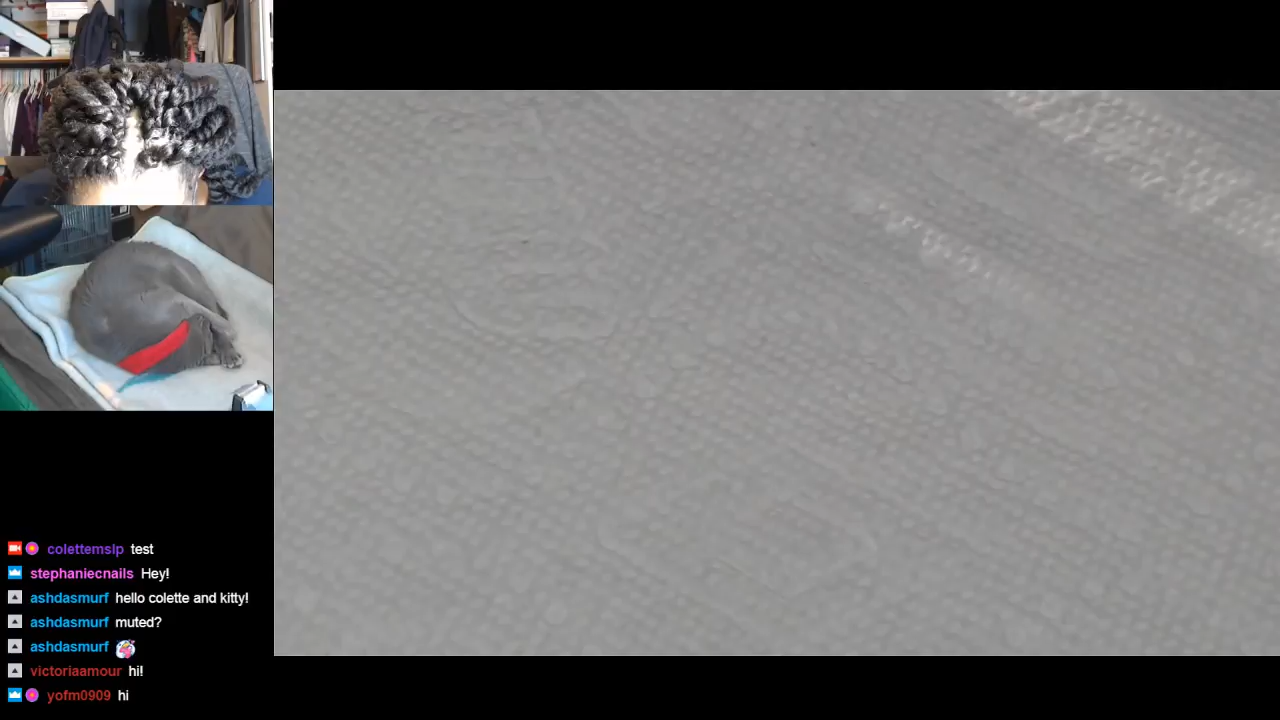 colettemslp test
stephaniecnails Hey!
ashdasmurf hello colette and kitty!
ashdasmurf muted?
ashdasmurf
victoriaamour hi!
yofm0909 hi